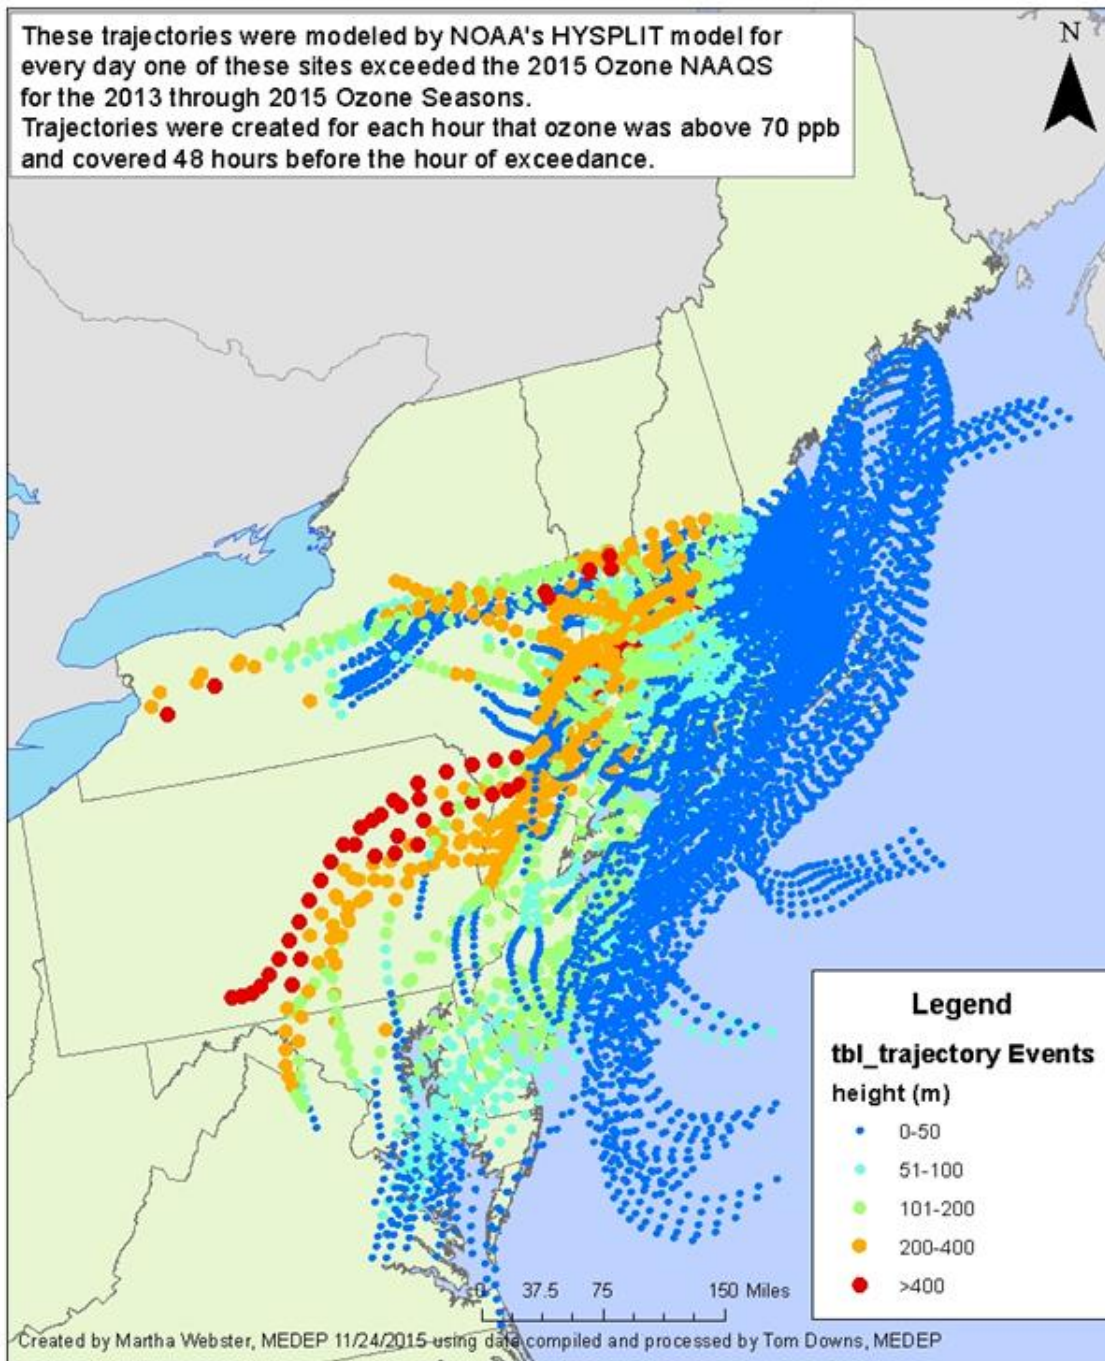 These trajectories were modeled by NOAA's HYSPLIT model for
every day one of these sites exceeded the 2015 Ozone NAAQS
for the 2013 through 2015 Ozone Seasons.
Trajectories were created for each hour that ozone was above 70 ppb
and covered 48 hours before the hour of exceedance.
N
Legend
tbl_trajectory Events
height (m)
0-50
51-100
101-200
200-400
>400
0 37.5 75 150 Miles
Created by Martha Webster, MEDEP 11/24/2015 using data compiled and processed by Tom Downs, MEDEP